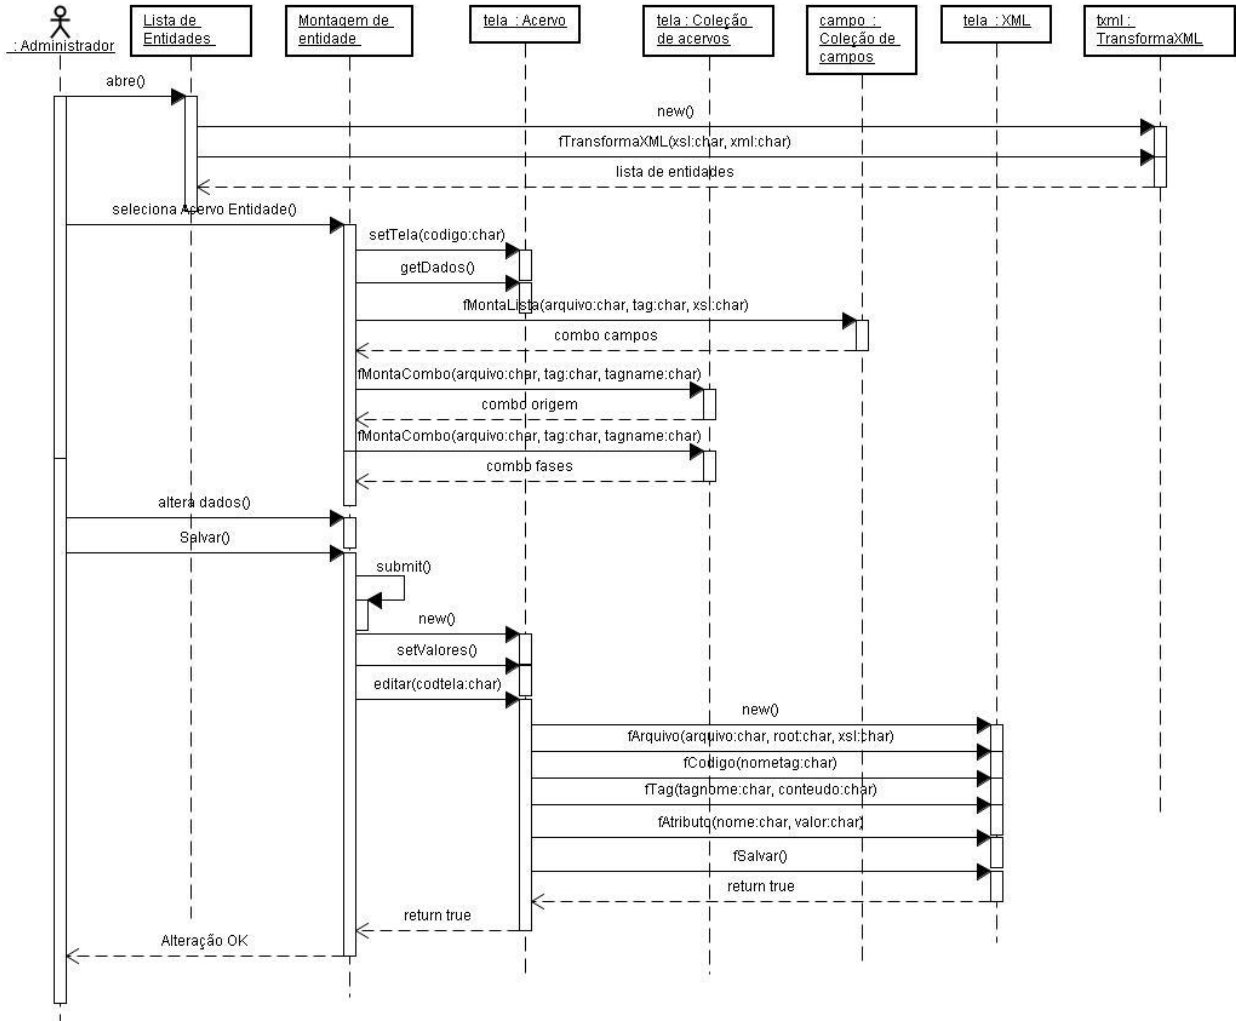 : Administrador
Lista de
Entidades
Montagem de
entidade
tela : Acervo
tela : Coleção
de acervos
campo :
Coleção de
campos
tela : XML
txml :
TransformaXML
abre()
new()
fTransformaXML(xsl:char, xml:char)
lista de entidades
seleciona Acervo Entidade()
setTela(codigo:char)
getDados()
fMontaLista(arquivo:char, tag:char, xsl:char)
combo campos
fMontaCombo(arquivo:char, tag:char, tagname:char)
combo origem
fMontaCombo(arquivo:char, tag:char, tagname:char)
combo fases
altera dados()
Salvar()
submit()
new()
setValores()
editar(codtela:char)
new()
fArquivo(arquivo:char, root:char, xsl:char)
fCodigo(nometag:char)
fTag(tagnome:char, conteudo:char)
fAtributo(nome:char, valor:char)
fSalvar()
return true
return true
Alteração OK